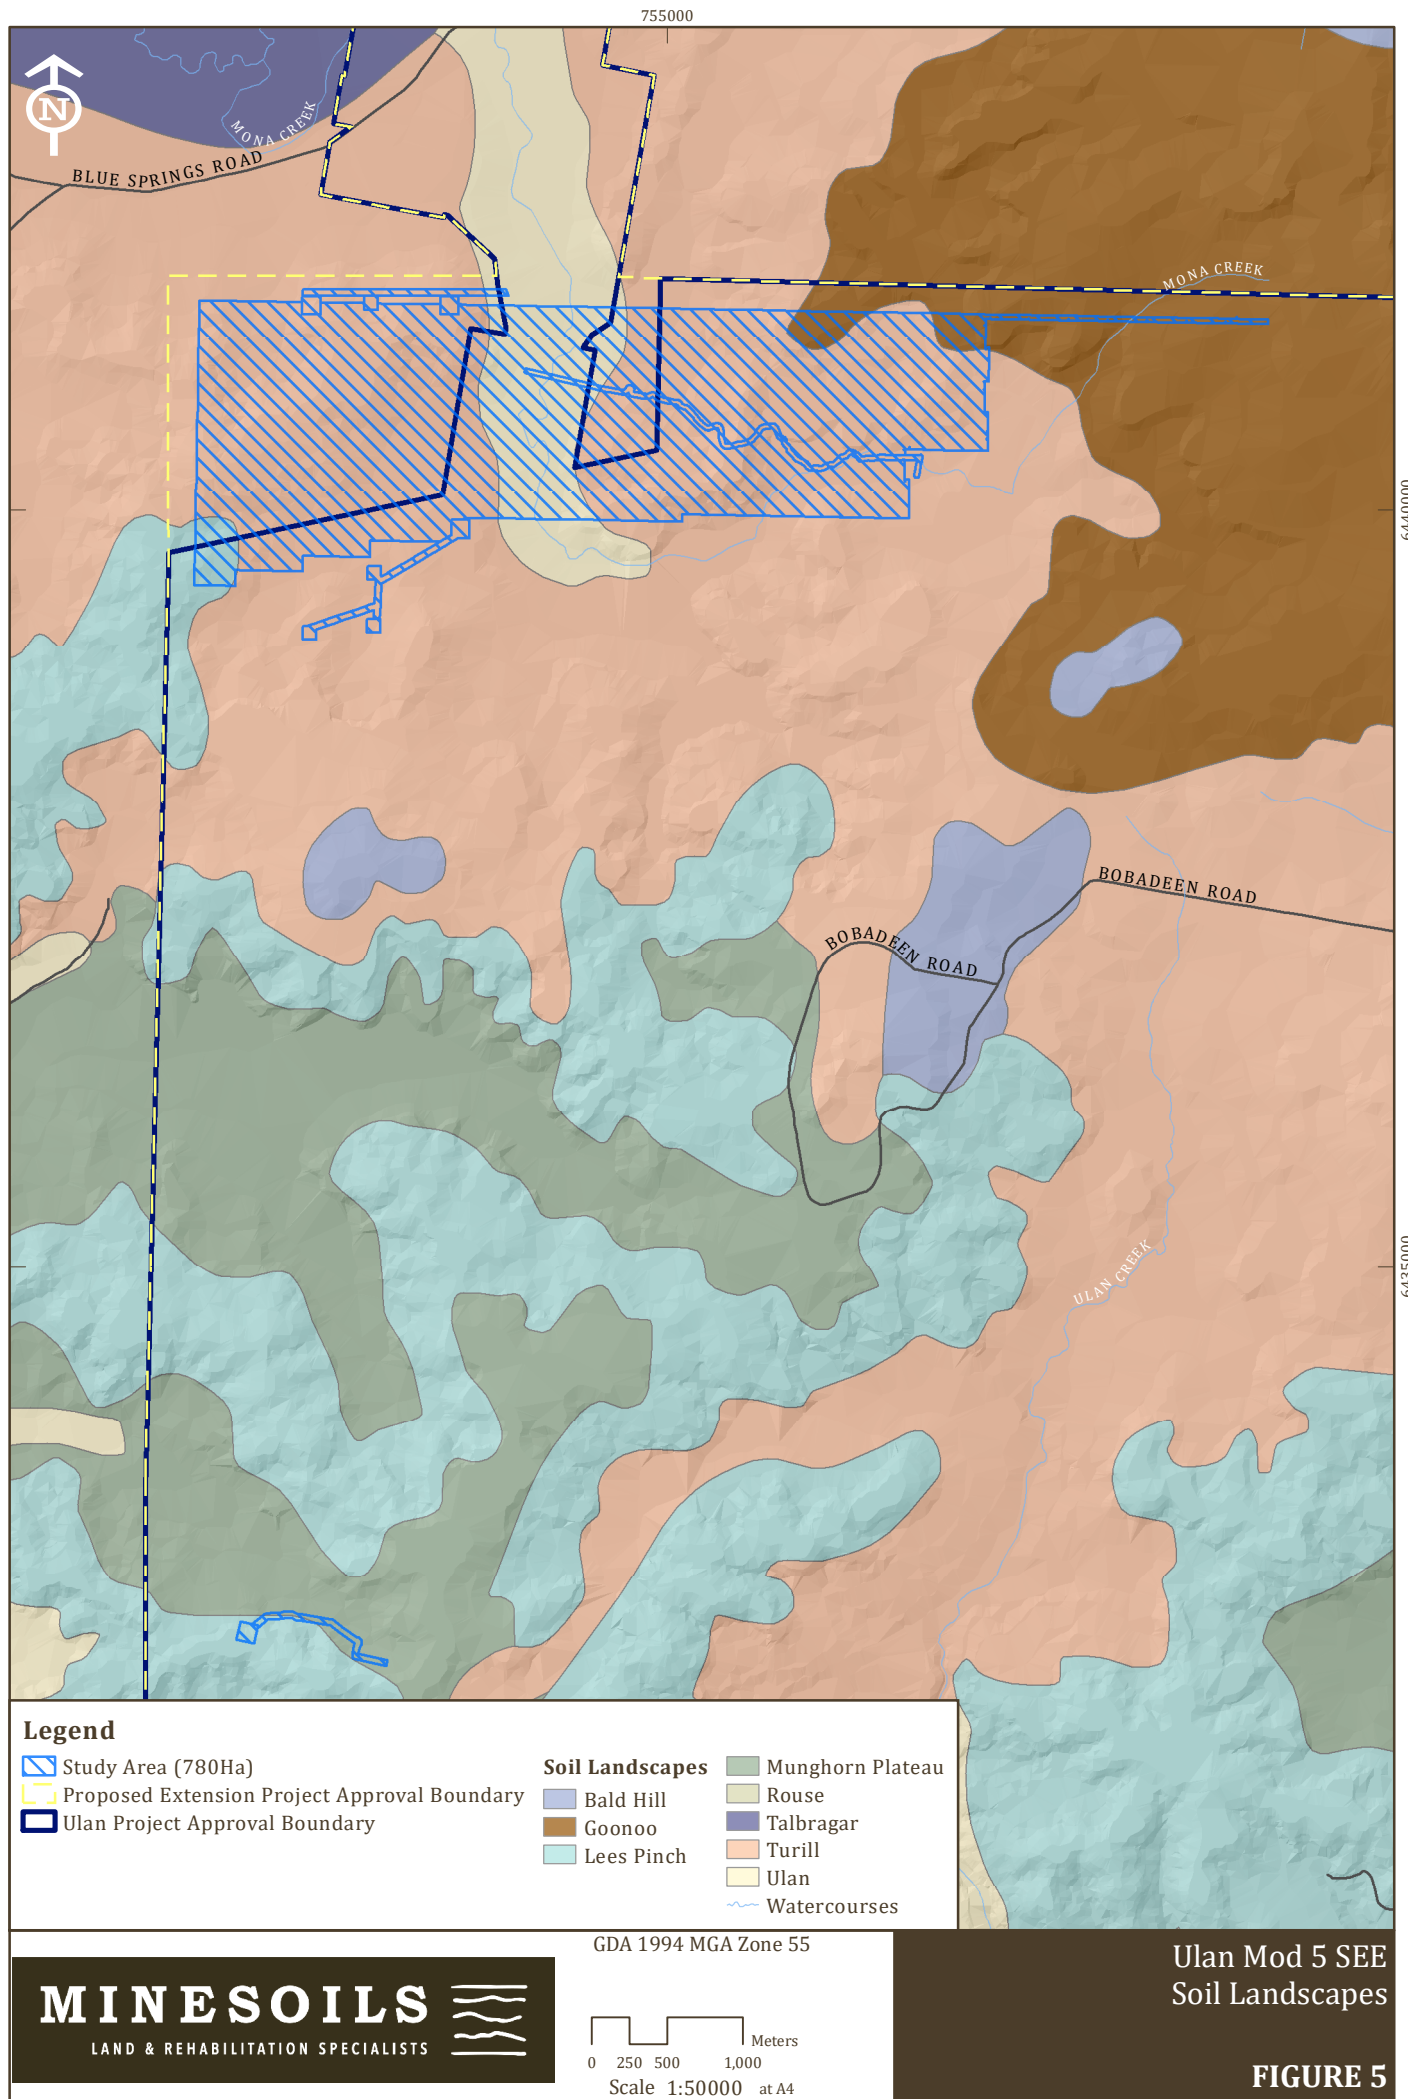 755000
N
MONA CREEK
BLUE SPRINGS ROAD
MONA CREEK
6440000
BOBADEEN ROAD
BOBADEEN ROAD
6435000
ULAN CREEK
Legend
Study Area (780Ha)
Proposed Extension Project Approval Boundary
Ulan Project Approval Boundary
Soil Landscapes
Bald Hill
Goonoo
Lees Pinch
Munghorn Plateau
Rouse
Talbragar
Turill
Ulan
Watercourses
MINESOILS
LAND & REHABILITATION SPECIALISTS
GDA 1994 MGA Zone 55
Meters
0 250 500 1,000
Scale 1:50000 at A4
Ulan Mod 5 SEE
Soil Landscapes
FIGURE 5